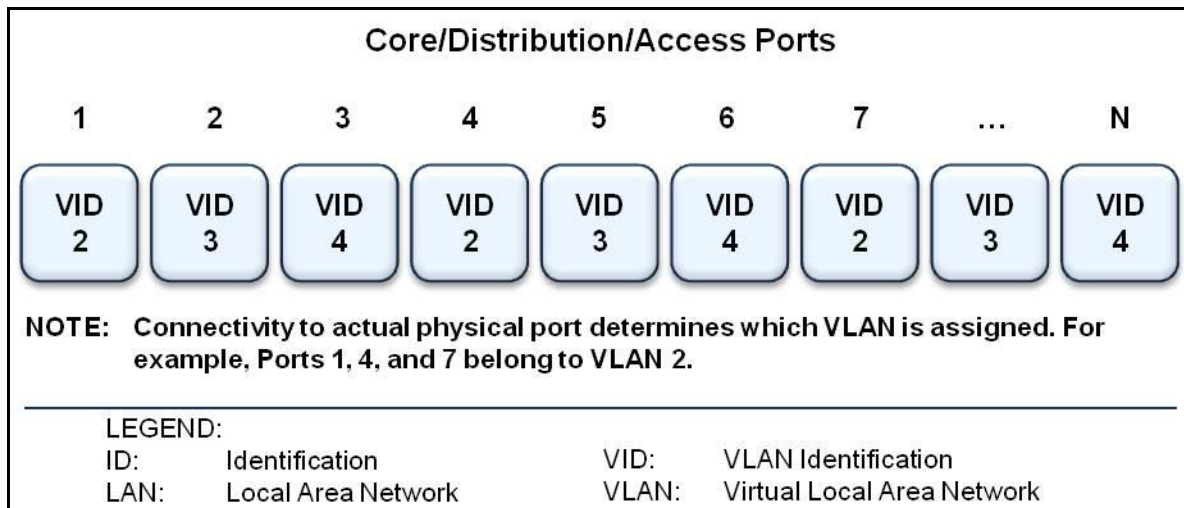 Core/Distribution/Access Ports
1 2 3 4 5 6 7 ... N
VID VID VID VID VID VID VID VID VID
2 3 4 2 3 4 2 3 4
NOTE: Connectivity to actual physical port determines which VLAN is assigned. For
example, Ports 1, 4, and 7 belong to VLAN 2.
LEGEND:
ID: Identification VID: VLAN Identification
LAN: Local Area Network VLAN: Virtual Local Area Network